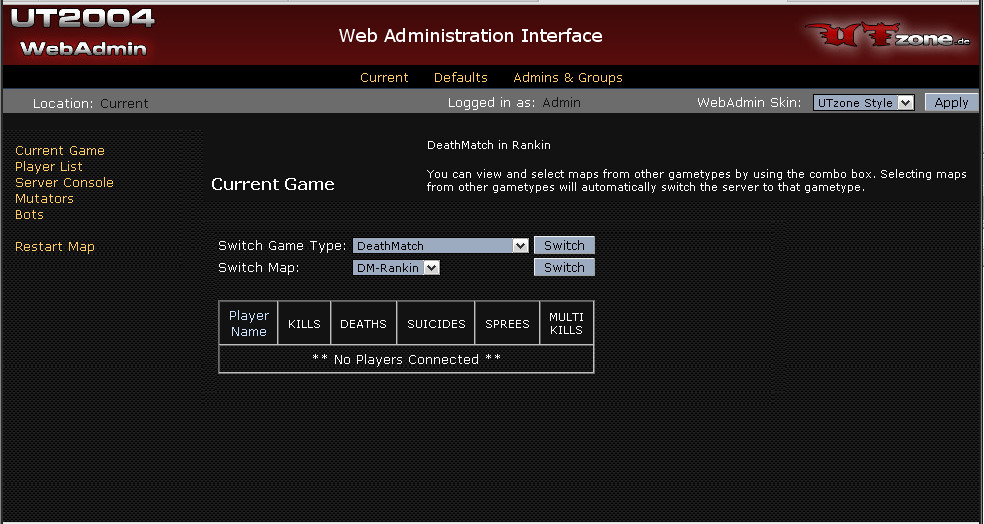 UT2004
WebAdmin
Web Administration Interface
UTzone.de
Current Defaults Admins & Groups
Location: Current Logged in as: Admin WebAdmin Skin: UTzone Style Apply
Current Game
Player List
Server Console
Mutators
Bots
Restart Map
DeathMatch in Rankin
Current Game
You can view and select maps from other gametypes by using the combo box. Selecting maps
from other gametypes will automatically switch the server to that gametype.
Switch Game Type: DeathMatch Switch
Switch Map: DM-Rankin Switch
Player
Name
KILLS DEATHS SUICIDES SPREES
MULTI
KILLS
** No Players Connected **